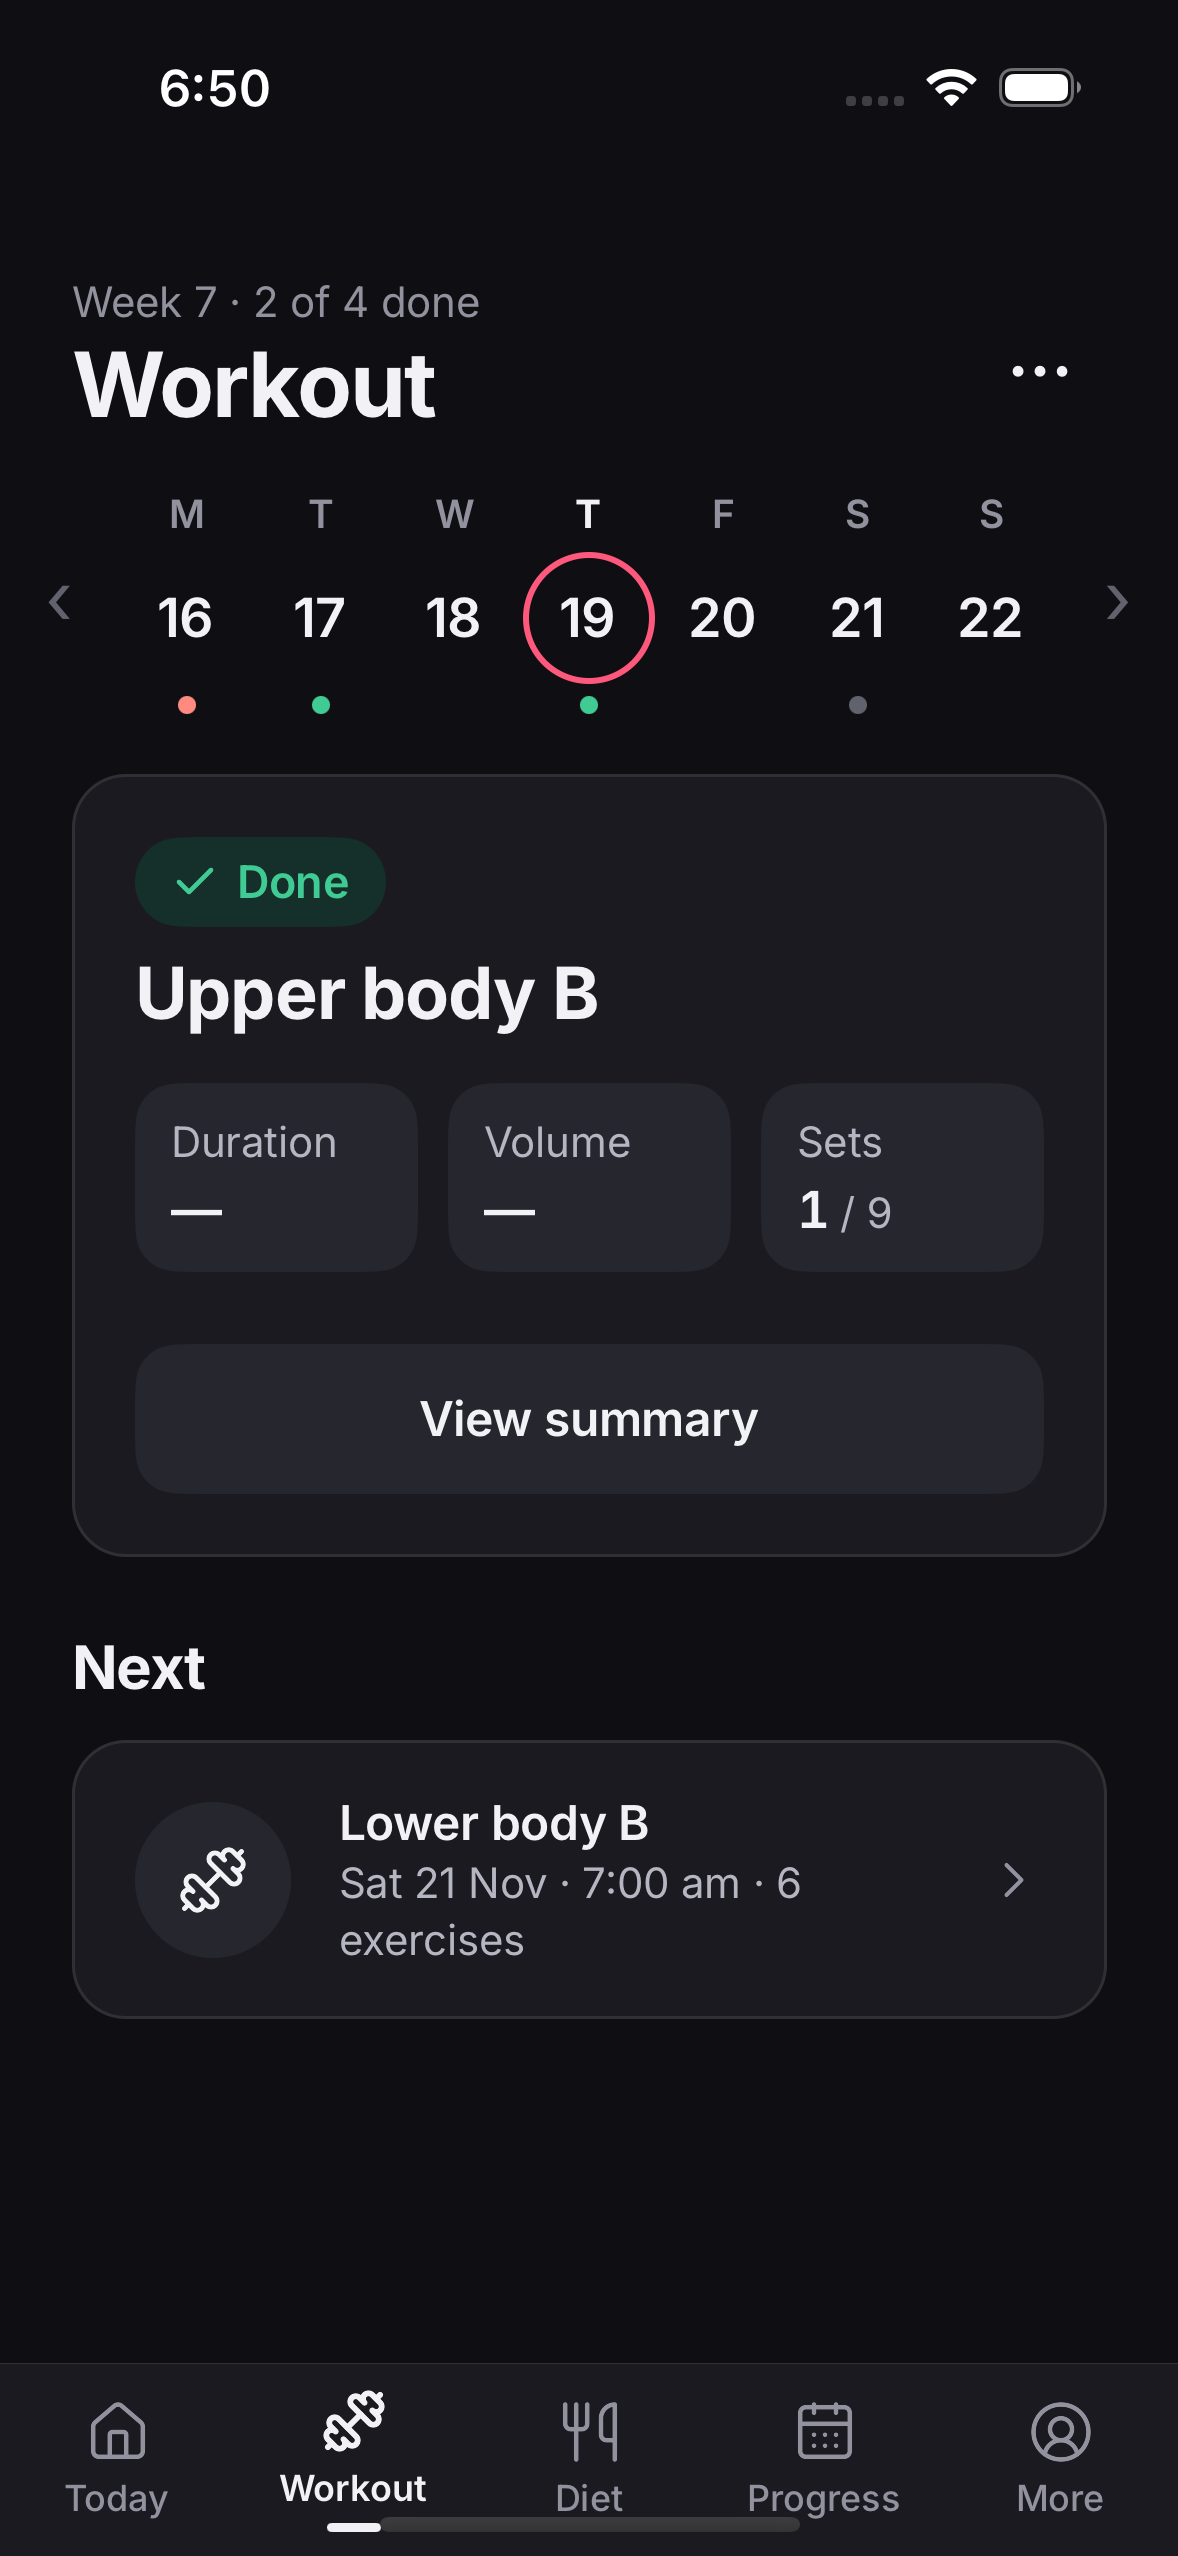 6:50
Week 7 · 2 of 4 done
Workout
M T W T F S S
16 17 18 19 20 21 22
Done
Upper body B
Duration Volume Sets
— — 1 / 9
View summary
Next
Lower body B
Sat 21 Nov · 7:00 am · 6
exercises
Today Workout Diet Progress More